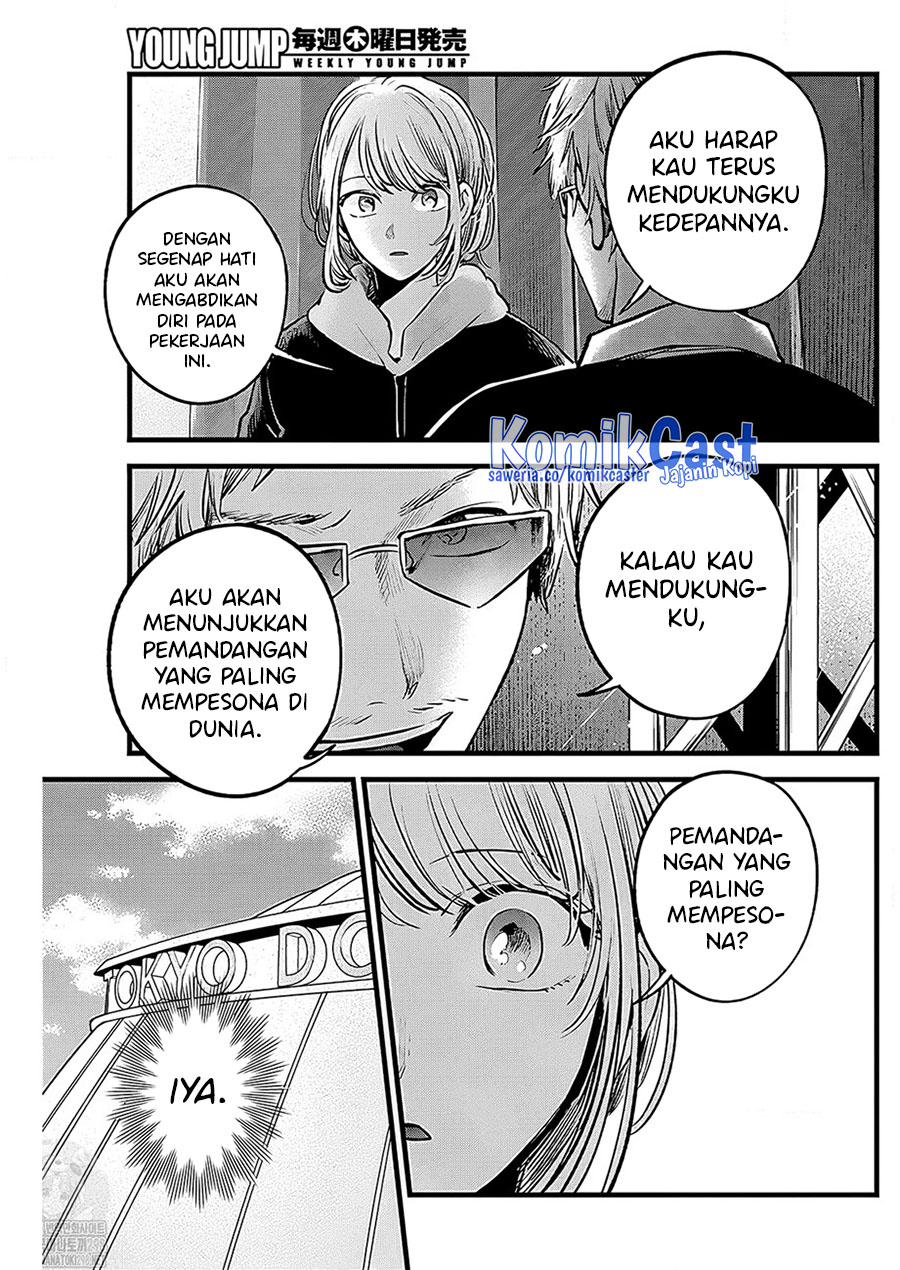 YOUNG JUMP 毎週木曜日発売
WEEKLY YOUNG JUMP
AKU HARAP
KAU TERUS
MENDUKUNGKU
KEDEPANNYA.
DENGAN
SEGENAP HATI
AKU AKAN
MENGABDIKAN
DIRI PADA
PEKERJAAN
INI.
KomikCast
saweria.co/komikcaster
Jajanin Kopi
KALAU KAU
MENDUKUNG-
KU,
AKU AKAN
MENUNJUKKAN
PEMANDANGAN
YANG PALING
MEMPESONA DI
DUNIA.
PEMANDA-
NGAN YANG
PALING
MEMPESO-
NA?
OKYO DO
IYA.